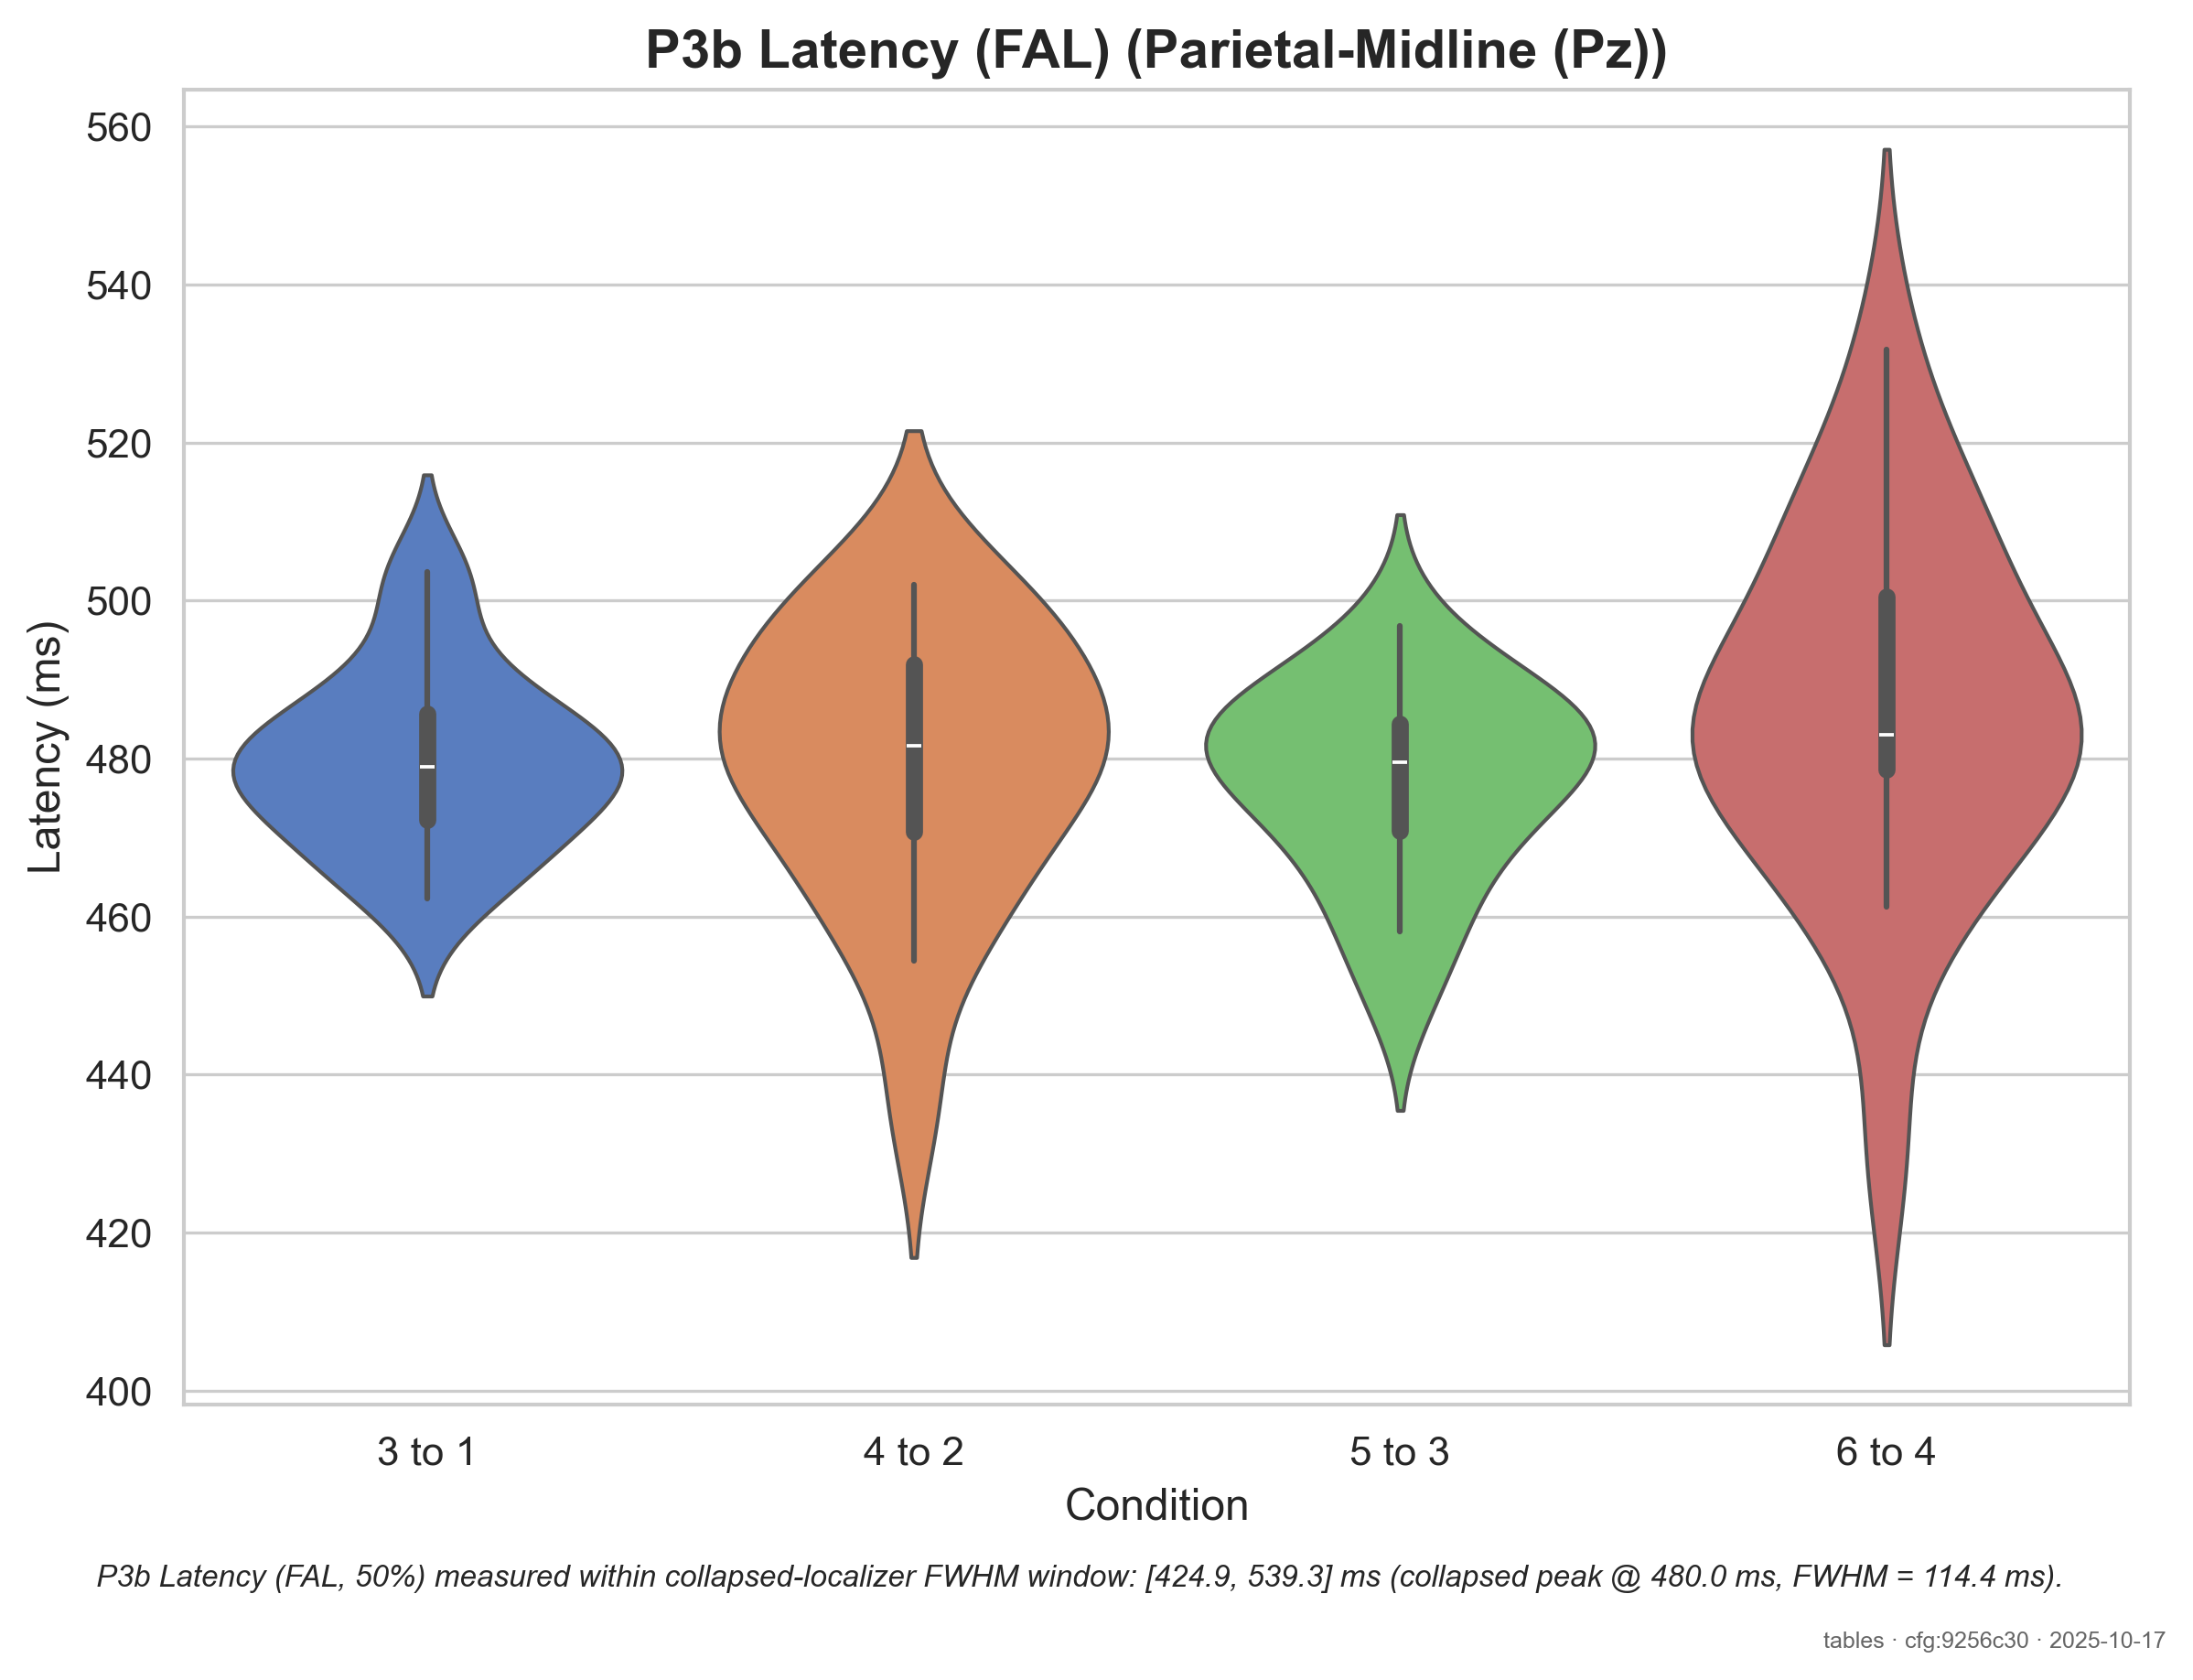 P3b Latency (FAL) (Parietal-Midline (Pz))
560
540
520
500
480
460
440
420
400
Latency (ms)
3 to 1
4 to 2
5 to 3
6 to 4
Condition
P3b Latency (FAL, 50%) measured within collapsed-localizer FWHM window: [424.9, 539.3] ms (collapsed peak @ 480.0 ms, FWHM = 114.4 ms).
tables · cfg:9256c30 · 2025-10-17